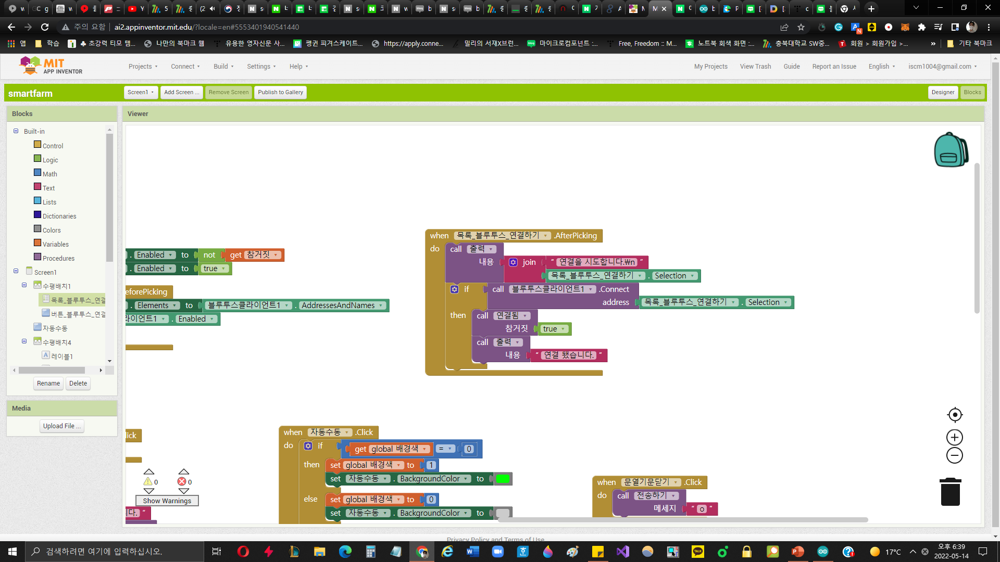 주의 요함 | ai2.appinventor.mit.edu/?locale=en#5553401940541440
앱 학습 ♣ 초강력 티모 템... 나만의 북마크 웹 유용한 영자신문 사... 펭귄 피겨스케이트... https://apply.conne... 밀리의 서재X브런... 마이크로컴포넌트 :... Free, Freedom :: M... 노트북 회색 화면 :... 충북대학교 SW중... 회원 > 회원가입 >... » 기타 북마크
MIT
APP INVENTOR
Projects Connect Build Settings Help My Projects View Trash Guide Report an Issue English iscm1004@gmail.com
smartfarm Screen1 Add Screen ... Remove Screen Publish to Gallery Designer Blocks
Blocks
Built-in
Control
Logic
Math
Text
Lists
Dictionaries
Colors
Variables
Procedures
Screen1
수평배치1
목록_블루투스_연결
버튼_블루투스_연결
자동수동
수평배치4
레이블1
Rename Delete
Media
Upload File ...
Viewer
. Enabled to not get 참거짓
. Enabled to true
eforePicking
. Elements to 블루투스클라이언트1 . AddressesAndNames
라이언트1 . Enabled
when 목록_블루투스_연결하기 .AfterPicking
do call 출력
내용 join " 연결을 시도합니다.₩n "
목록_블루투스_연결하기 . Selection
if call 블루투스클라이언트1 .Connect
address 목록_블루투스_연결하기 . Selection
then call 연결됨
참거짓 true
call 출력
내용 " 연결 됐습니다. "
lick
0 0
Show Warnings
니다. "
when 자동수동 .Click
do if get global 배경색 = 0
then set global 배경색 to 1
set 자동수동 . BackgroundColor to
else set global 배경색 to 0
set 자동수동 . BackgroundColor to
when 문열기문닫기 .Click
do call 전송하기
메세지 " o "
Privacy Policy and Terms of Use
검색하려면 여기에 입력하십시오.
17°C
오후 6:39
2022-05-14